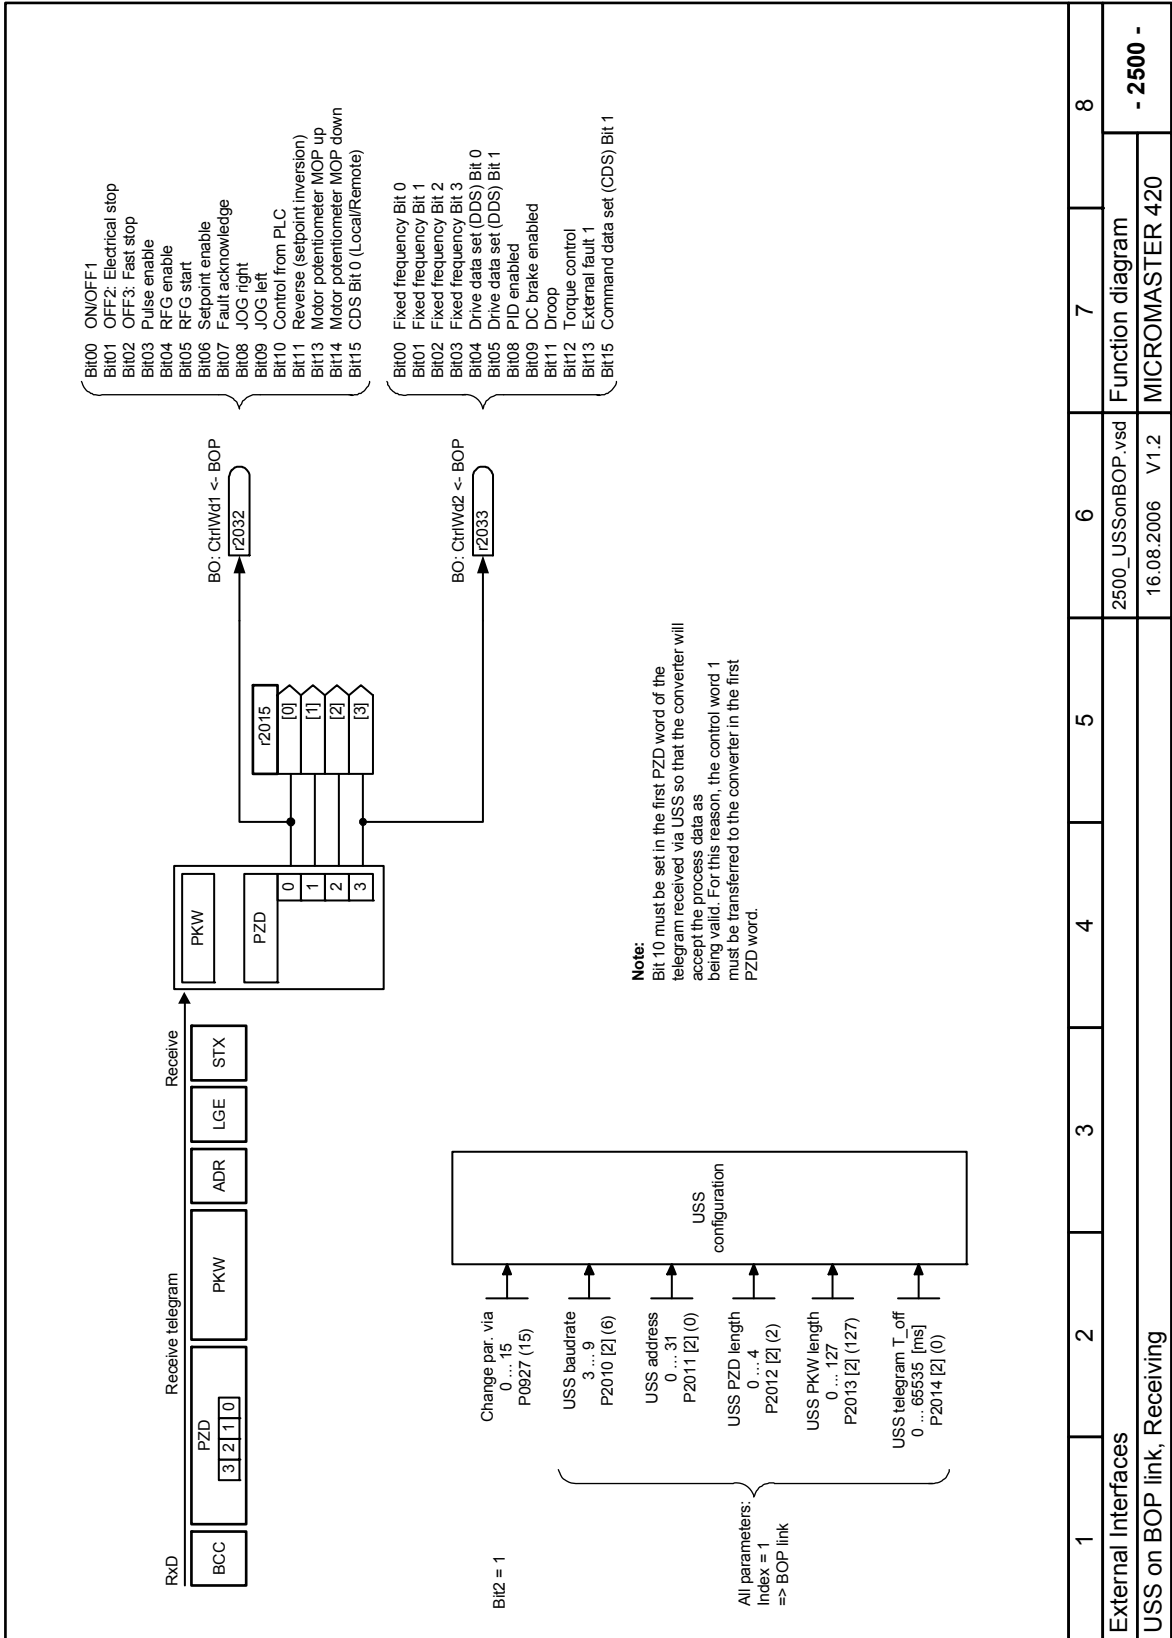 RxD
Receive telegram
Receive
BCC
PZD
3 2 1 0
PKW
ADR
LGE
STX
PKW
PZD
0
1
2
3
r2015
[0]
[1]
[2]
[3]
BO: CtrlWd1 <- BOP
r2032
Bit00 ON/OFF1
Bit01 OFF2: Electrical stop
Bit02 OFF3: Fast stop
Bit03 Pulse enable
Bit04 RFG enable
Bit05 RFG start
Bit06 Setpoint enable
Bit07 Fault acknowledge
Bit08 JOG right
Bit09 JOG left
Bit10 Control from PLC
Bit11 Reverse (setpoint inversion)
Bit13 Motor potentiometer MOP up
Bit14 Motor potentiometer MOP down
Bit15 CDS Bit 0 (Local/Remote)
BO: CtrlWd2 <- BOP
r2033
Bit00 Fixed frequency Bit 0
Bit01 Fixed frequency Bit 1
Bit02 Fixed frequency Bit 2
Bit03 Fixed frequency Bit 3
Bit04 Drive data set (DDS) Bit 0
Bit05 Drive data set (DDS) Bit 1
Bit08 PID enabled
Bit09 DC brake enabled
Bit11 Droop
Bit12 Torque control
Bit13 External fault 1
Bit15 Command data set (CDS) Bit 1
Bit2 = 1
Change par. via
0 ... 15
P0927 (15)
USS baudrate
3 ... 9
P2010 [2] (6)
USS address
0 ... 31
P2011 [2] (0)
USS PZD length
0 ... 4
P2012 [2] (2)
USS PKW length
0 ... 127
P2013 [2] (127)
USS telegram T_off
0 ... 65535 [ms]
P2014 [2] (0)
All parameters:
Index = 1
=> BOP link
USS
configuration
Note:
Bit 10 must be set in the first PZD word of the
telegram received via USS so that the converter will
accept the process data as
being valid. For this reason, the control word 1
must be transferred to the converter in the first
PZD word.
1 2 3 4 5 6 7 8
External Interfaces
2500_USSonBOP.vsd
Function diagram
- 2500 -
USS on BOP link, Receiving
16.08.2006 V1.2
MICROMASTER 420